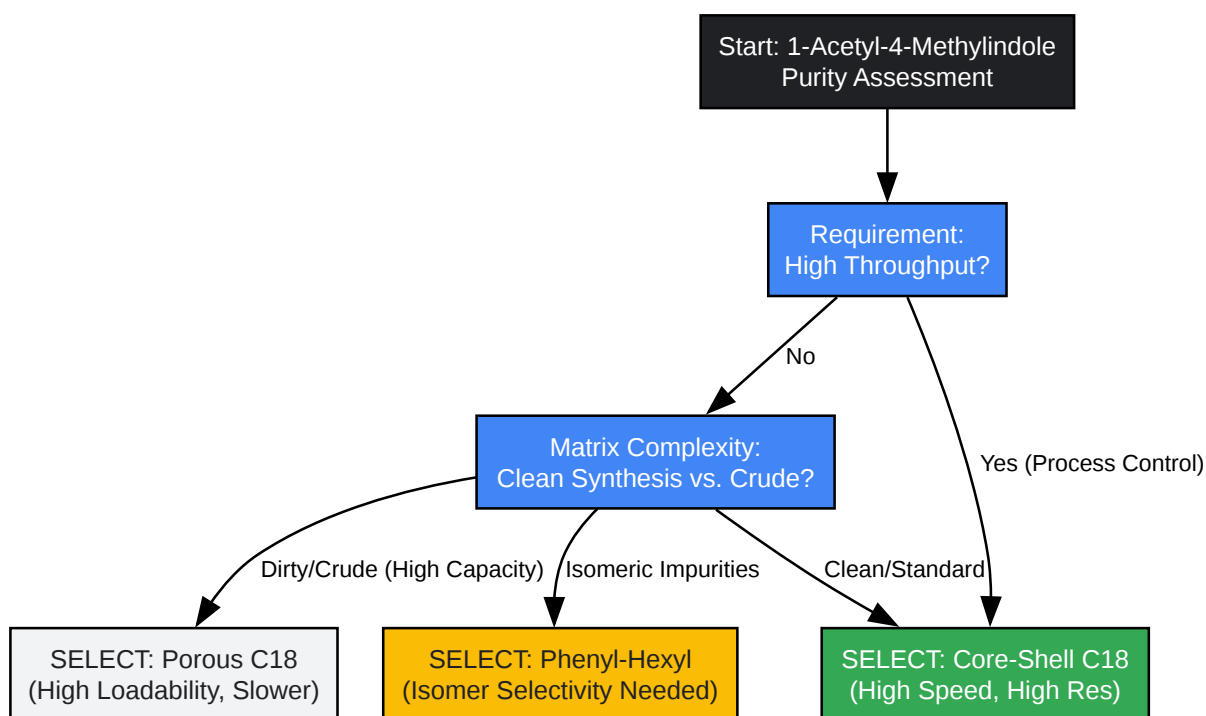 Start: 1-Acetyl-4-Methylindole
Purity Assessment
Requirement:
High Throughput?
No
Yes (Process Control)
Matrix Complexity:
Clean Synthesis vs. Crude?
Dirty/Crude (High Capacity)
Isomeric Impurities
Clean/Standard
SELECT: Porous C18
(High Loadability, Slower)
SELECT: Phenyl-Hexyl
(Isomer Selectivity Needed)
SELECT: Core-Shell C18
(High Speed, High Res)